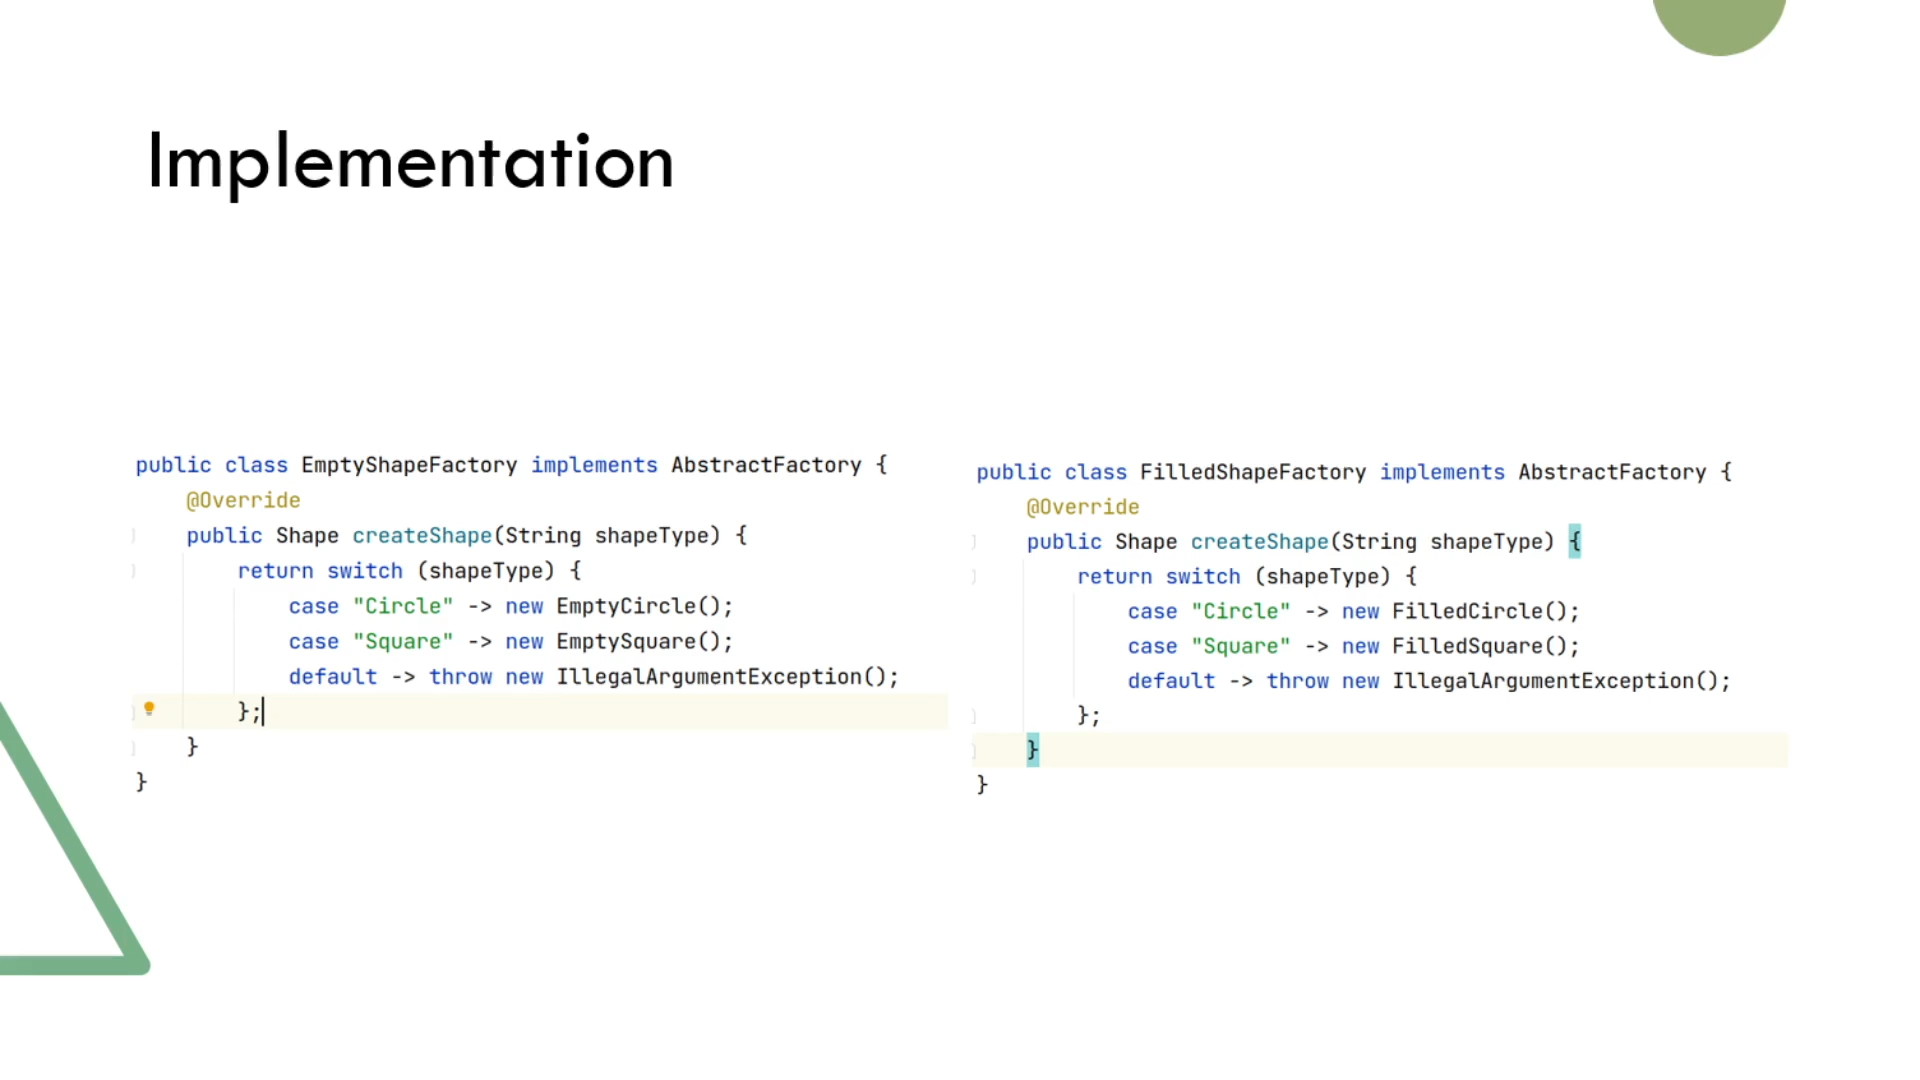 Implementation
public class EmptyShapeFactory implements AbstractFactory {
@Override
public Shape createShape(String shapeType) {
return switch (shapeType) {
case "Circle" -> new EmptyCircle();
case "Square" -> new EmptySquare();
default -> throw new IllegalArgumentException();
};
}
}
public class FilledShapeFactory implements AbstractFactory {
@Override
public Shape createShape(String shapeType) {
return switch (shapeType) {
case "Circle" -> new FilledCircle();
case "Square" -> new FilledSquare();
default -> throw new IllegalArgumentException();
};
}
}